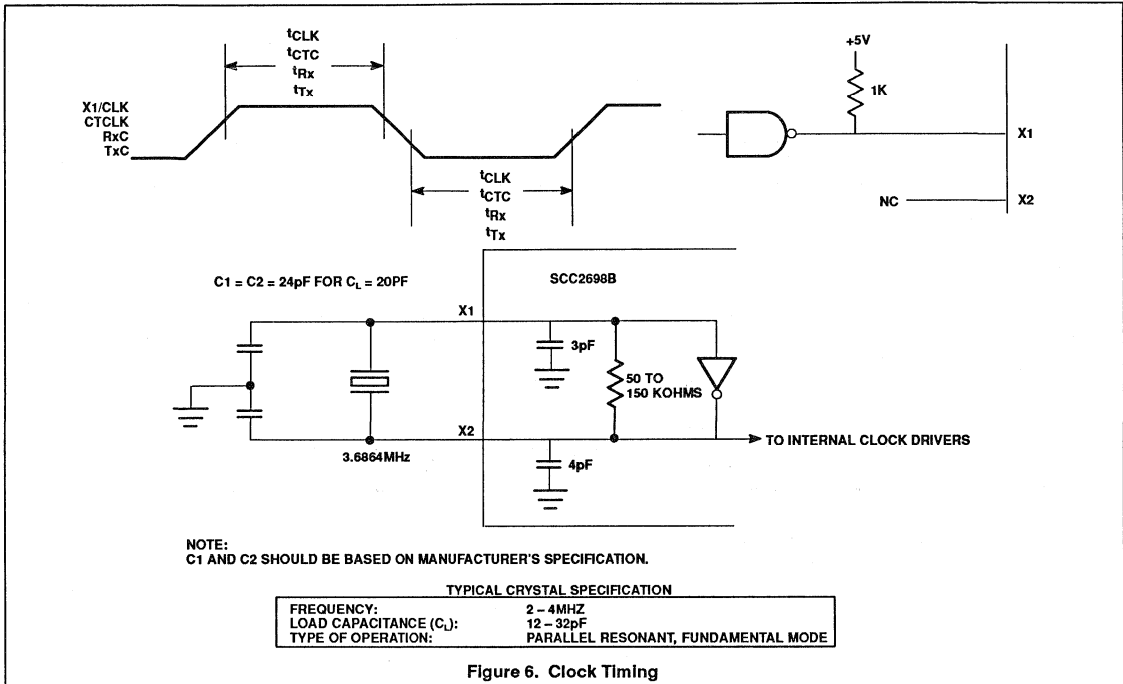 tCLK
tCTC
tRx
tTx
X1/CLK
CTCLK
RxC
TxC
tCLK
tCTC
tRx
tTx
+5V
1K
X1
NC
X2
C1 = C2 = 24pF FOR CL = 20PF
SCC2698B
X1
3pF
50 TO
150 KOHMS
X2
TO INTERNAL CLOCK DRIVERS
3.6864MHz
4pF
NOTE:
C1 AND C2 SHOULD BE BASED ON MANUFACTURER'S SPECIFICATION.
TYPICAL CRYSTAL SPECIFICATION
FREQUENCY: 2 – 4MHZ
LOAD CAPACITANCE (CL): 12 – 32pF
TYPE OF OPERATION: PARALLEL RESONANT, FUNDAMENTAL MODE
Figure 6. Clock Timing